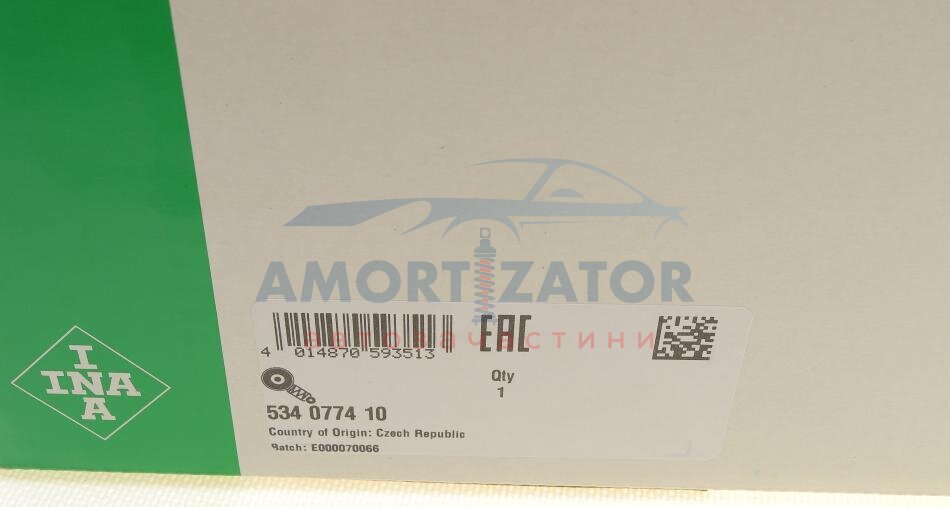 AMORTIZATOR
автозапчастини
EAC
4 014870 593513
Qty
1
534 0774 10
Country of Origin: Czech Republic
Batch: E000070066
INA
INA